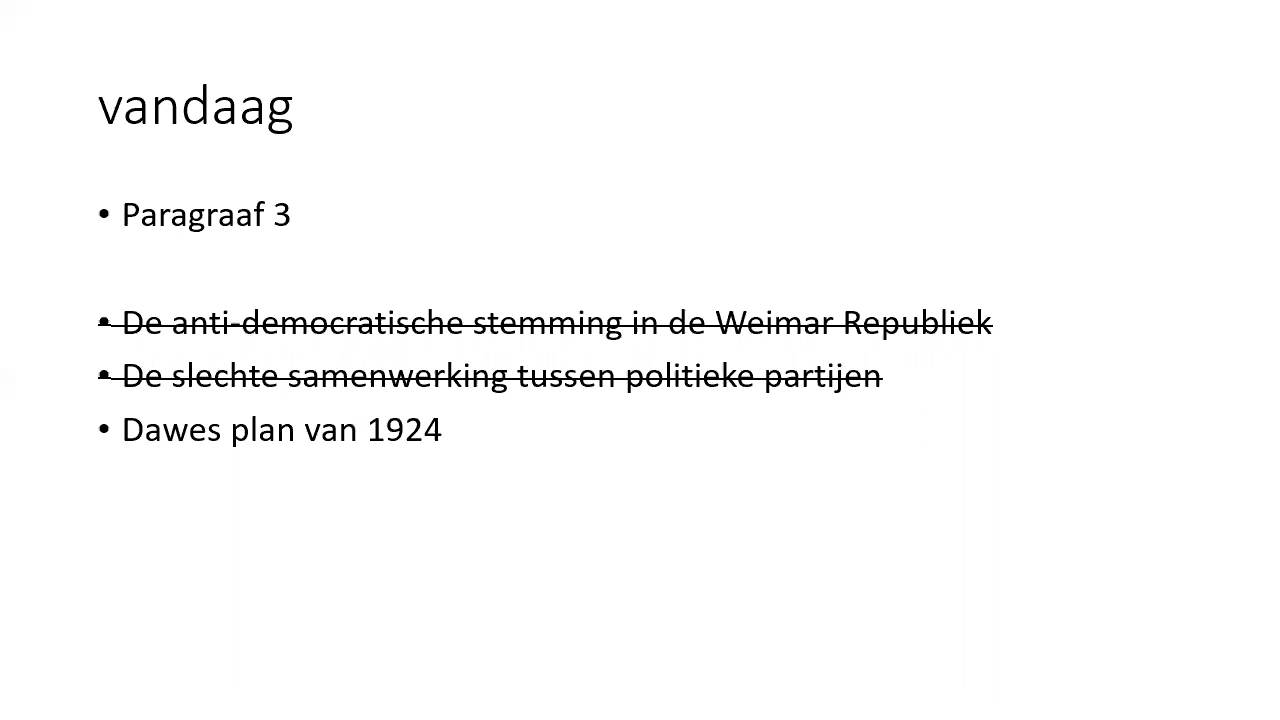 vandaag
• Paragraaf 3
• De anti-democratische stemming in de Weimar Republiek
• De slechte samenwerking tussen politieke partijen
• Dawes plan van 1924